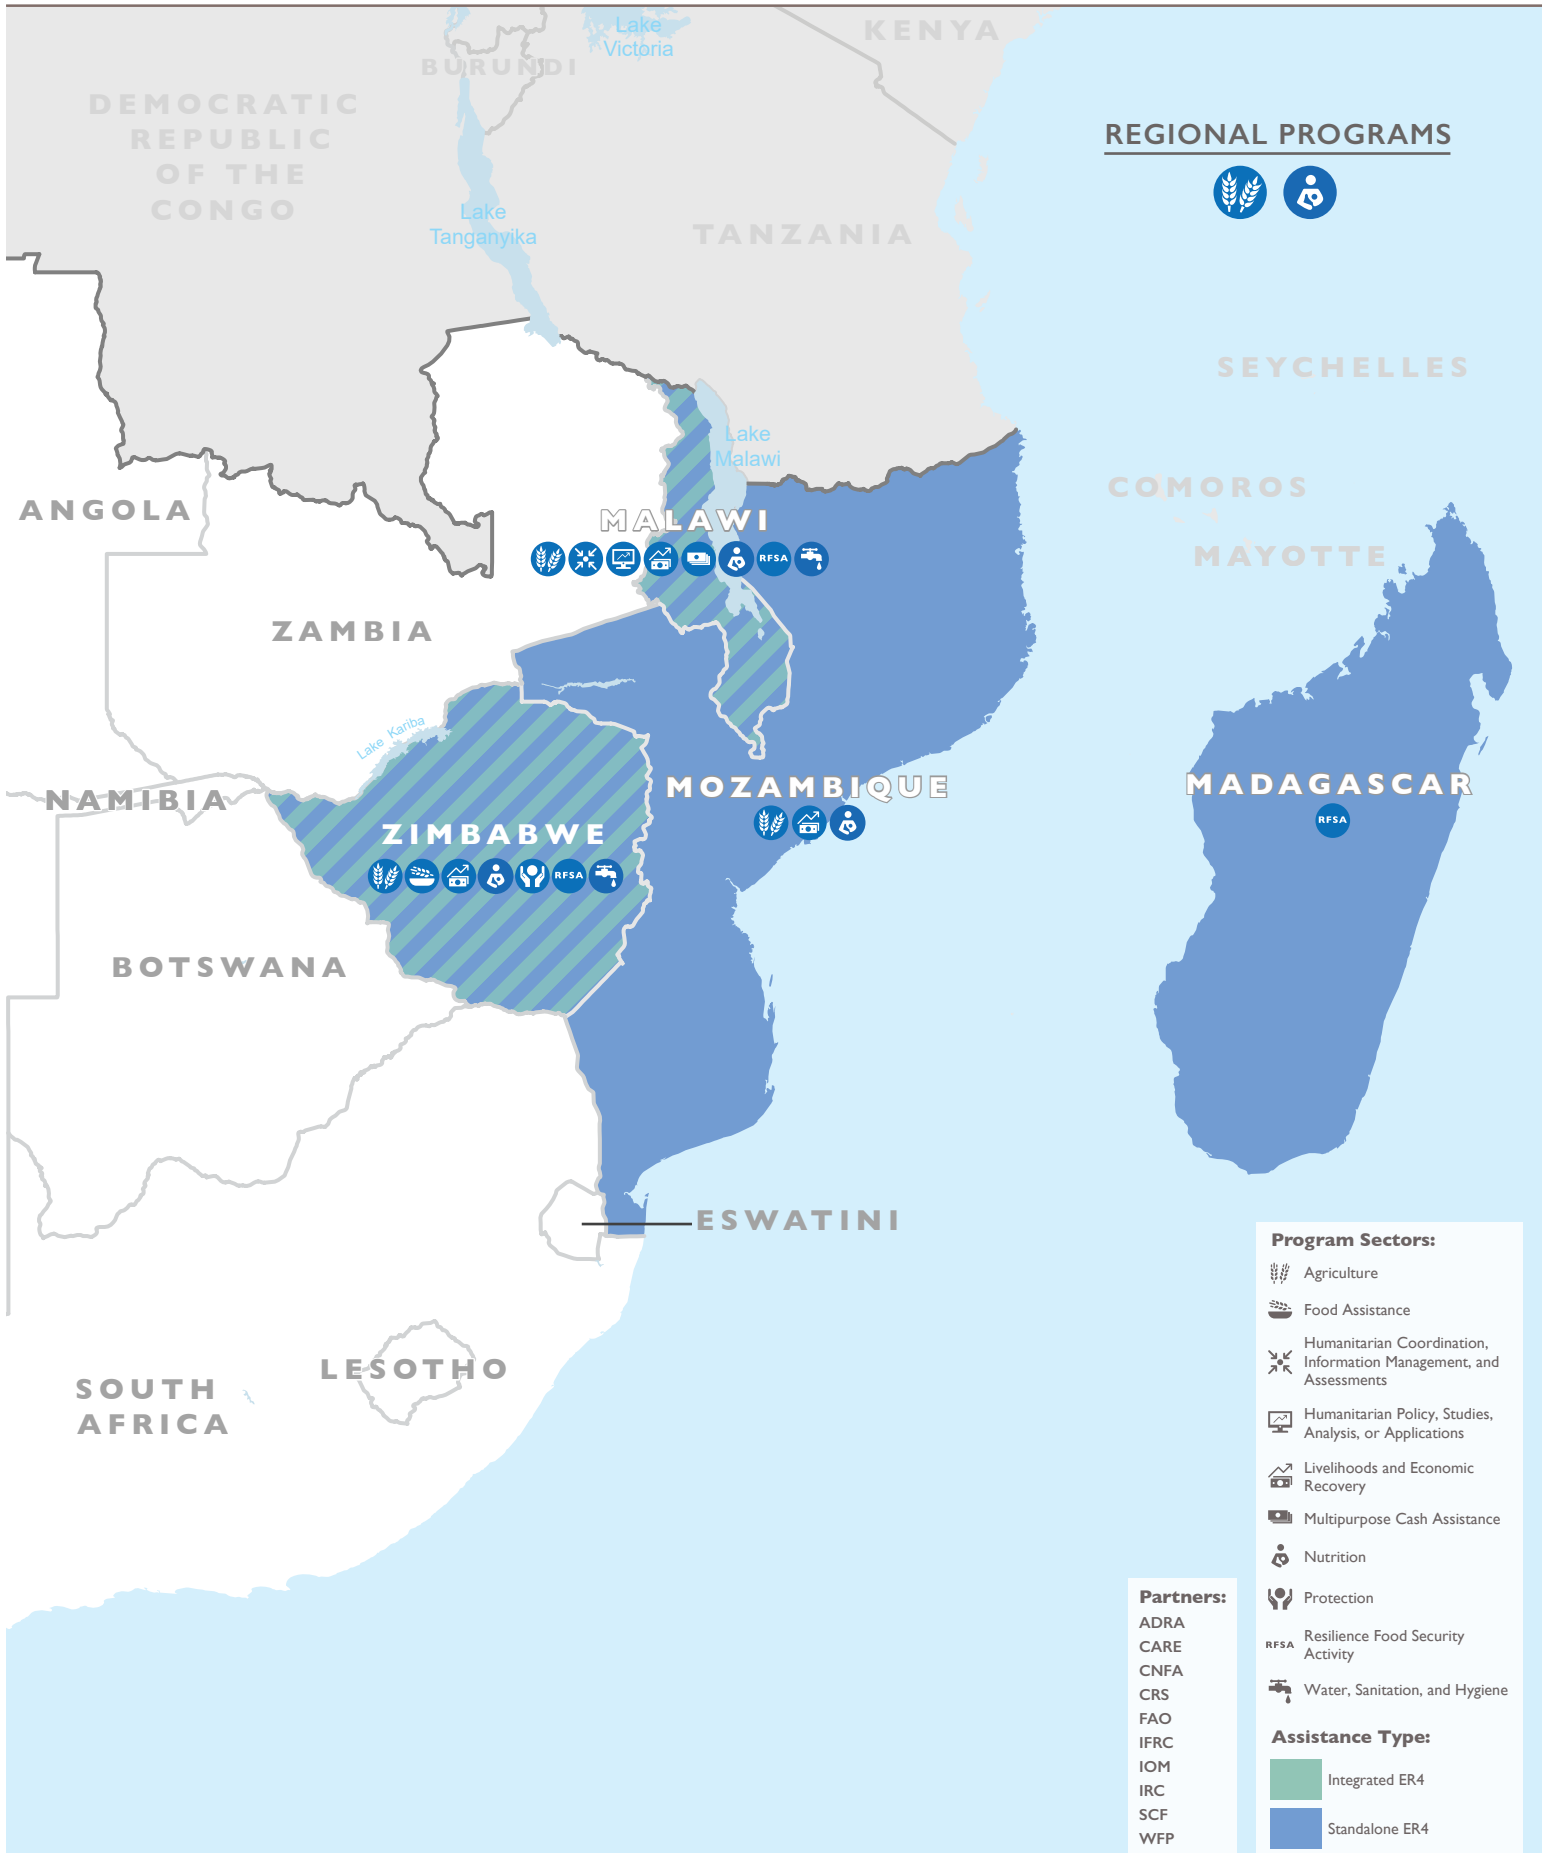 Lake
Victoria
KENYA
BURUNDI
DEMOCRATIC
REPUBLIC
OF THE
CONGO
REGIONAL PROGRAMS
Lake
Tanganyika
TANZANIA
SEYCHELLES
Lake
Malawi
COMOROS
ANGOLA
MALAWI
RFSA
MAYOTTE
ZAMBIA
Lake Kariba
NAMIBIA
MOZAMBIQUE
MADAGASCAR
RFSA
ZIMBABWE
RFSA
BOTSWANA
ESWATINI
LESOTHO
SOUTH
AFRICA
Program Sectors:
Agriculture
Food Assistance
Humanitarian Coordination,
Information Management, and
Assessments
Humanitarian Policy, Studies,
Analysis, or Applications
Livelihoods and Economic
Recovery
Multipurpose Cash Assistance
Nutrition
Protection
RFSA Resilience Food Security
Activity
Water, Sanitation, and Hygiene
Assistance Type:
Integrated ER4
Standalone ER4
Partners:
ADRA
CARE
CNFA
CRS
FAO
IFRC
IOM
IRC
SCF
WFP